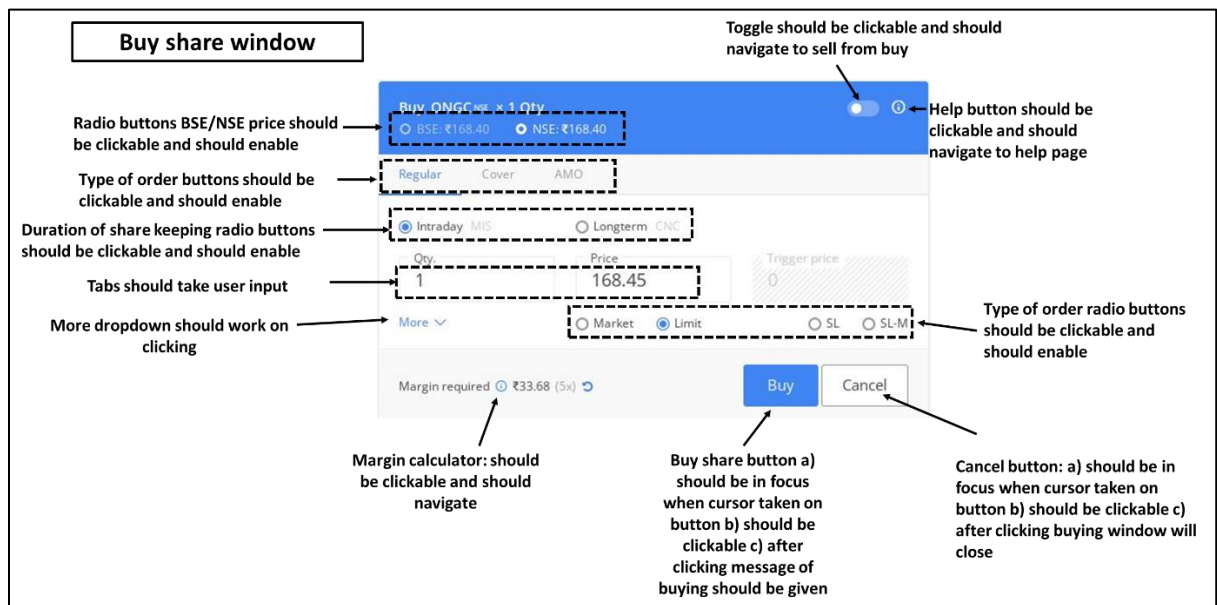 Buy share window
Toggle should be clickable and should
navigate to sell from buy
Radio buttons BSE/NSE price should
be clickable and should enable
Buy ONGC NSE × 1 Qty
BSE: ₹168.40 NSE: ₹168.40
Help button should be
clickable and should
navigate to help page
Type of order buttons should be
clickable and should enable
Regular Cover AMO
Duration of share keeping radio buttons
should be clickable and should enable
Intraday MIS Longterm CNC
Tabs should take user input
Qty. Price Trigger price
1 168.45 0
More dropdown should work on
clicking
More Market Limit SL SL-M
Type of order radio buttons
should be clickable and
should enable
Margin required ₹33.68 (5x)
Buy Cancel
Margin calculator: should
be clickable and should
navigate
Buy share button a)
should be in focus
when cursor taken on
button b) should be
clickable c) after
clicking message of
buying should be given
Cancel button: a) should be in
focus when cursor taken on
button b) should be clickable c)
after clicking buying window will
close